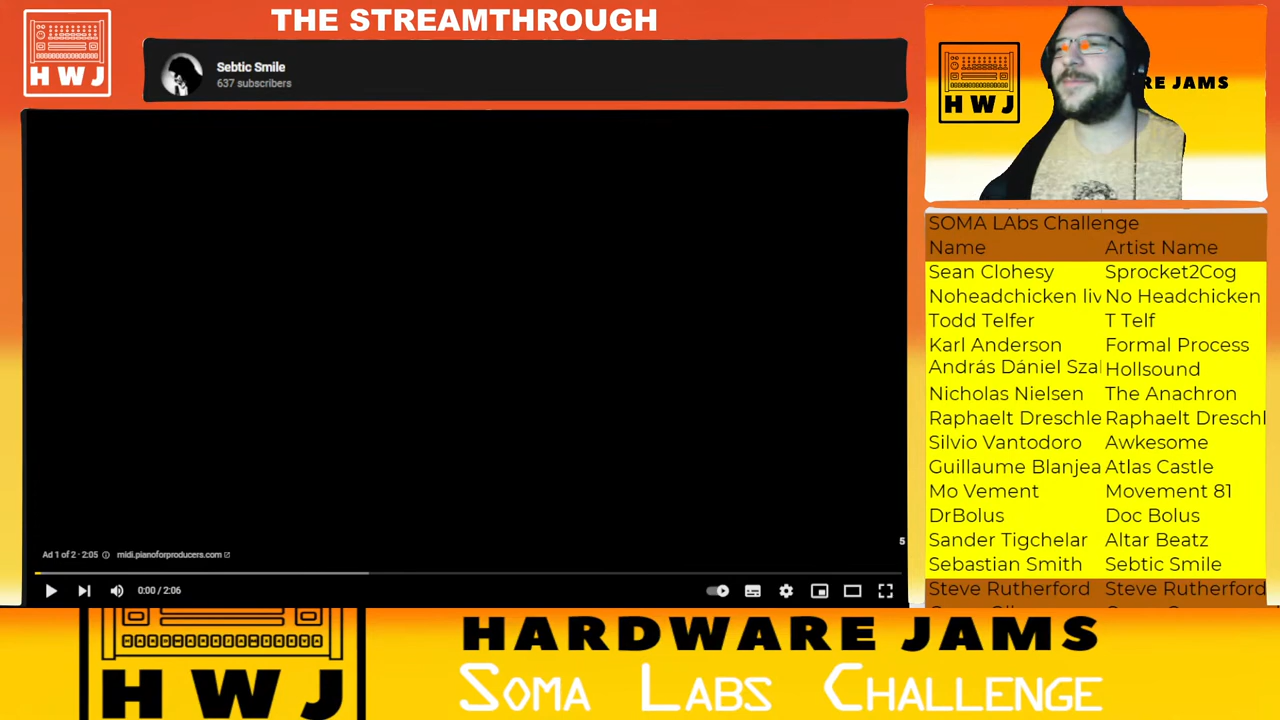 THE STREAMTHROUGH
HWJ
Sebtic Smile
637 subscribers
HWJ
RE JAMS
SOMA LAbs Challenge
Name Artist Name
Sean Clohesy Sprocket2Cog
Noheadchicken liv No Headchicken
Todd Telfer T Telf
Karl Anderson Formal Process
András Dániel Sza Hollsound
Nicholas Nielsen The Anachron
Raphaelt Dreschle Raphaelt Dreschl
Silvio Vantodoro Awkesome
Guillaume Blanjea Atlas Castle
Mo Vement Movement 81
DrBolus Doc Bolus
Sander Tigchelar Altar Beatz
Sebastian Smith Sebtic Smile
Steve Rutherford Steve Rutherford
5
Ad 1 of 2 · 2:05 midi.pianoforproducers.com
0:00 / 2:06
HWJ
HARDWARE JAMS
SOMA LABS CHALLENGE